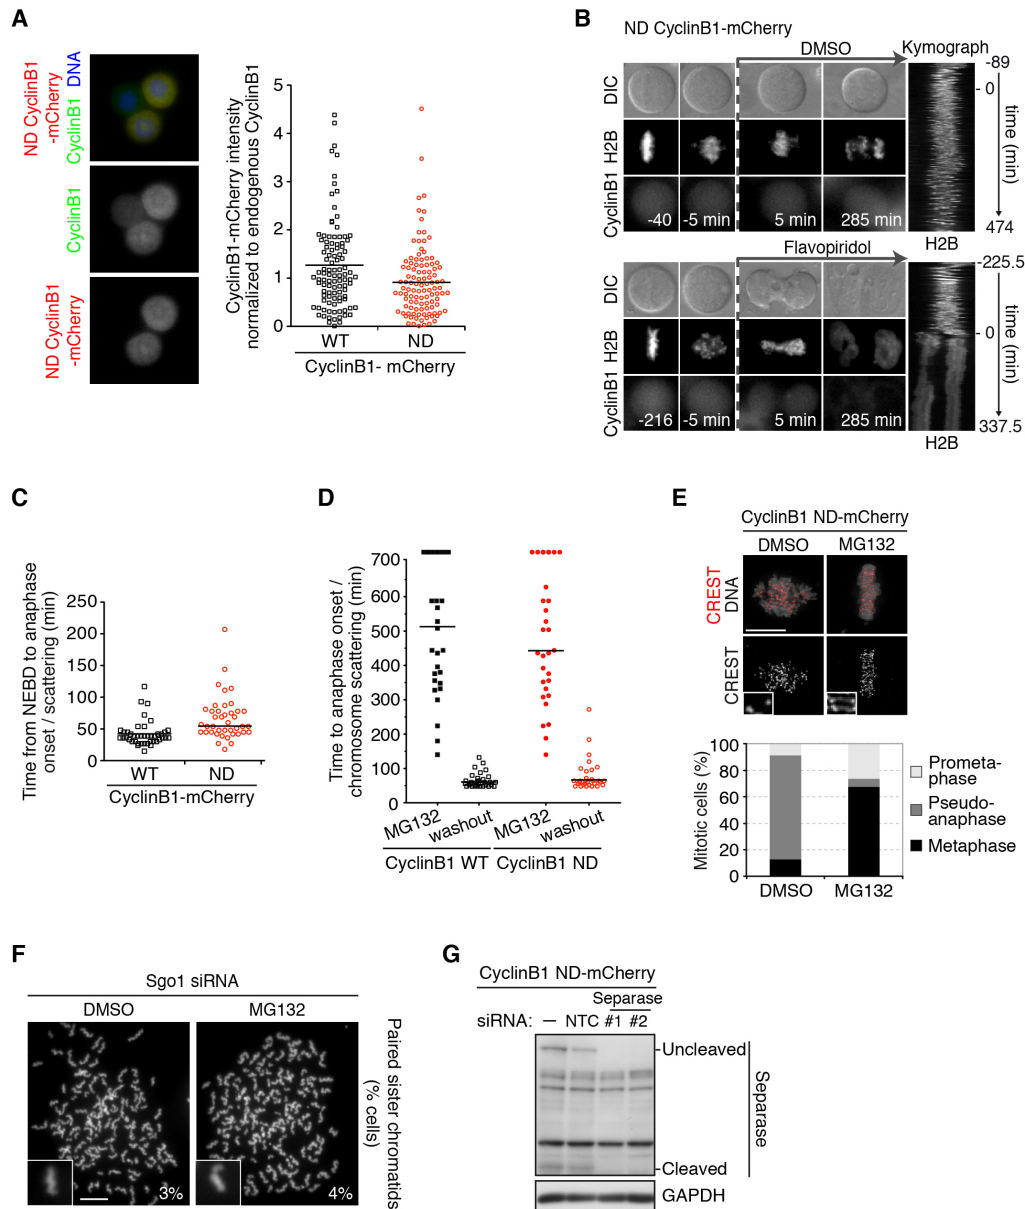 A
ND CyclinB1
-mCherry
CyclinB1 DNA
CyclinB1
ND CyclinB1
-mCherry
CyclinB1-mCherry intensity
normalized to endogenous CyclinB1
5
4
3
2
1
0
WT
ND
CyclinB1- mCherry
B
ND CyclinB1-mCherry
DMSO
Kymograph
DIC
H2B
CyclinB1
-40
-5 min
5 min
285 min
-89
0
474
time (min)
H2B
Flavopiridol
DIC
H2B
CyclinB1
-216
-5 min
5 min
285 min
-225.5
0
337.5
time (min)
H2B
C
Time from NEBD to anaphase
onset / scattering (min)
250
200
150
100
50
0
WT
ND
CyclinB1-mCherry
D
Time to anaphase onset /
chromosome scattering (min)
700
600
500
400
300
200
100
0
MG132
washout
MG132
washout
CyclinB1 WT
CyclinB1 ND
E
CyclinB1 ND-mCherry
DMSO
MG132
CREST
DNA
CREST
Mitotic cells (%)
100
80
60
40
20
0
DMSO
MG132
Prometa-
phase
Pseudo-
anaphase
Metaphase
F
Sgo1 siRNA
DMSO
MG132
3%
4%
Paired sister chromatids
(% cells)
G
CyclinB1 ND-mCherry
Separase
siRNA: – NTC #1 #2
-Uncleaved
-Cleaved
Separase
GAPDH